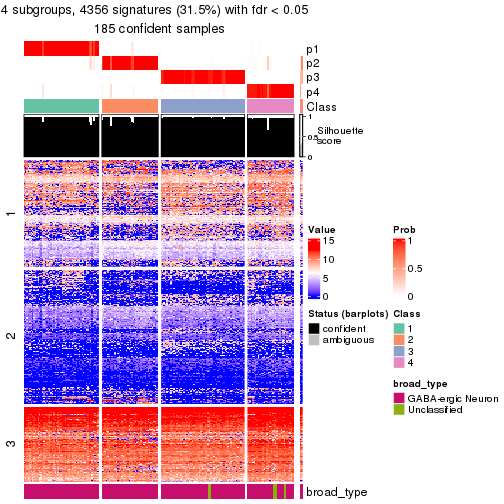 4 subgroups, 4356 signatures (31.5%) with fdr < 0.05
185 confident samples
p1
p2
p3
p4
Class
1
0.5
0
Silhouette
score
1
2
3
broad_type
Value
15
10
5
0
Prob
1
0.5
0
Status (barplots)
confident
ambiguous
Class
1
2
3
4
broad_type
GABA-ergic Neuron
Unclassified